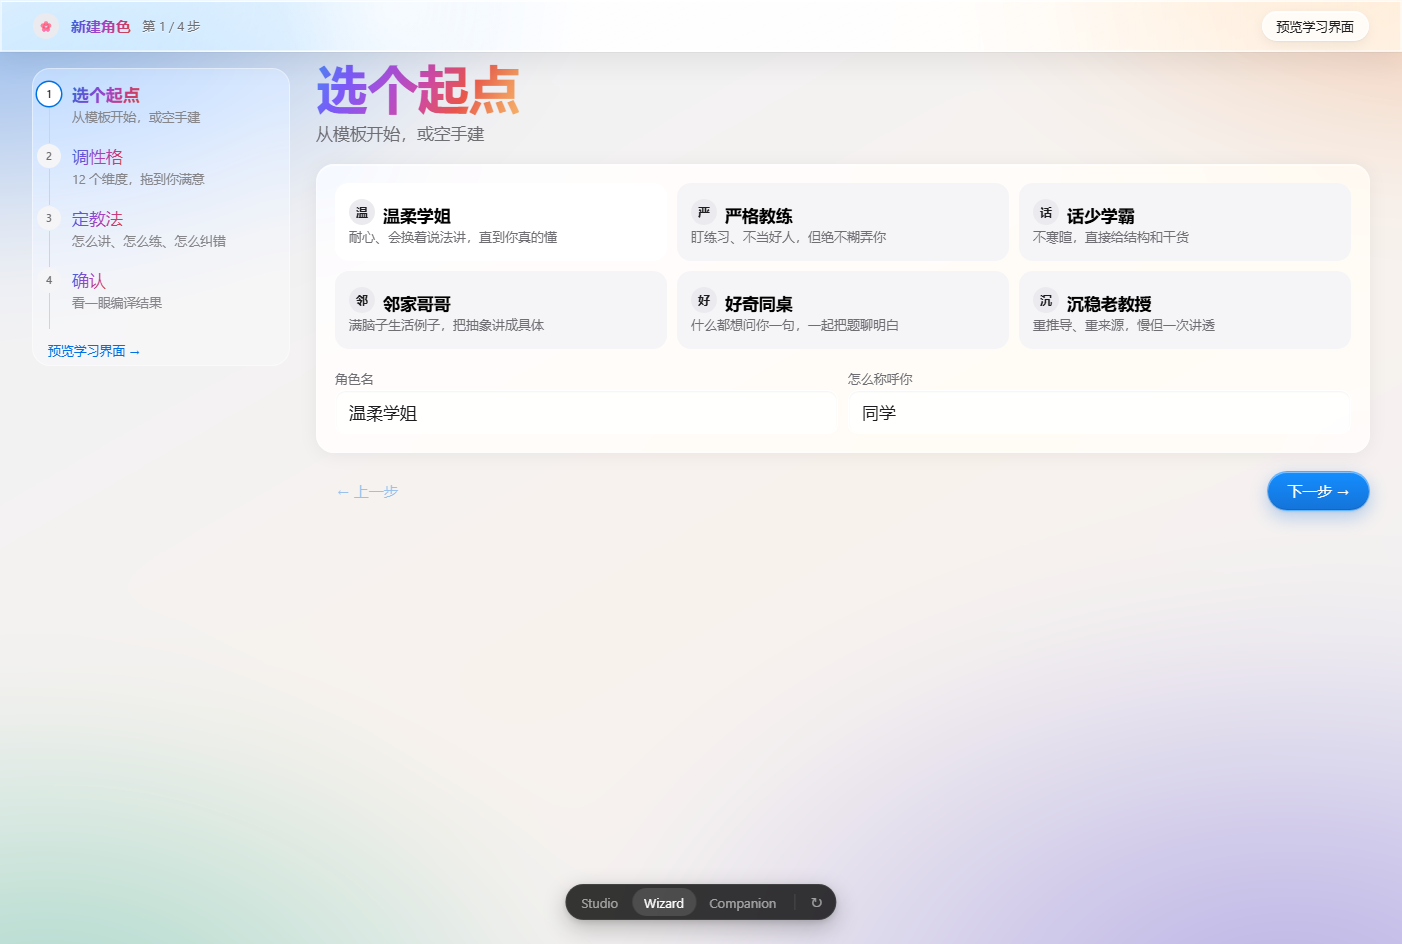 新建角色 第 1 / 4 步
预览学习界面
1 选个起点
从模板开始，或空手建
2 调性格
12 个维度，拖到你满意
3 定教法
怎么讲、怎么练、怎么纠错
4 确认
看一眼编译结果
预览学习界面 →
选个起点
从模板开始，或空手建
温 温柔学姐
耐心、会换着说法讲，直到你真的懂
严 严格教练
盯练习、不当好人，但绝不糊弄你
话 话少学霸
不寒暄，直接给结构和干货
邻 邻家哥哥
满脑子生活例子，把抽象讲成具体
好 好奇同桌
什么都想问你一句，一起把题聊明白
沉 沉稳老教授
重推导、重来源，慢但一次讲透
角色名
温柔学姐
怎么称呼你
同学
← 上一步
下一步 →
Studio Wizard Companion ↻